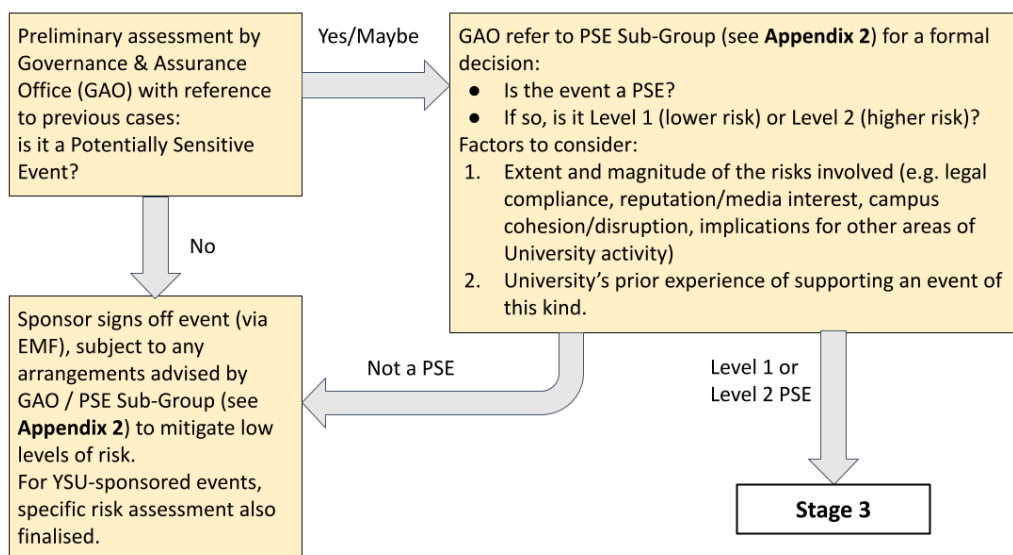 Preliminary assessment by
Governance & Assurance
Office (GAO) with reference
to previous cases:
is it a Potentially Sensitive
Event?
Yes/Maybe
GAO refer to PSE Sub-Group (see Appendix 2) for a formal
decision:
● Is the event a PSE?
● If so, is it Level 1 (lower risk) or Level 2 (higher risk)?
Factors to consider:
1. Extent and magnitude of the risks involved (e.g. legal
compliance, reputation/media interest, campus
cohesion/disruption, implications for other areas of
University activity)
2. University's prior experience of supporting an event of
this kind.
No
Sponsor signs off event (via
EMF), subject to any
arrangements advised by
GAO / PSE Sub-Group (see
Appendix 2) to mitigate low
levels of risk.
For YSU-sponsored events,
specific risk assessment also
finalised.
Not a PSE
Level 1 or
Level 2 PSE
Stage 3